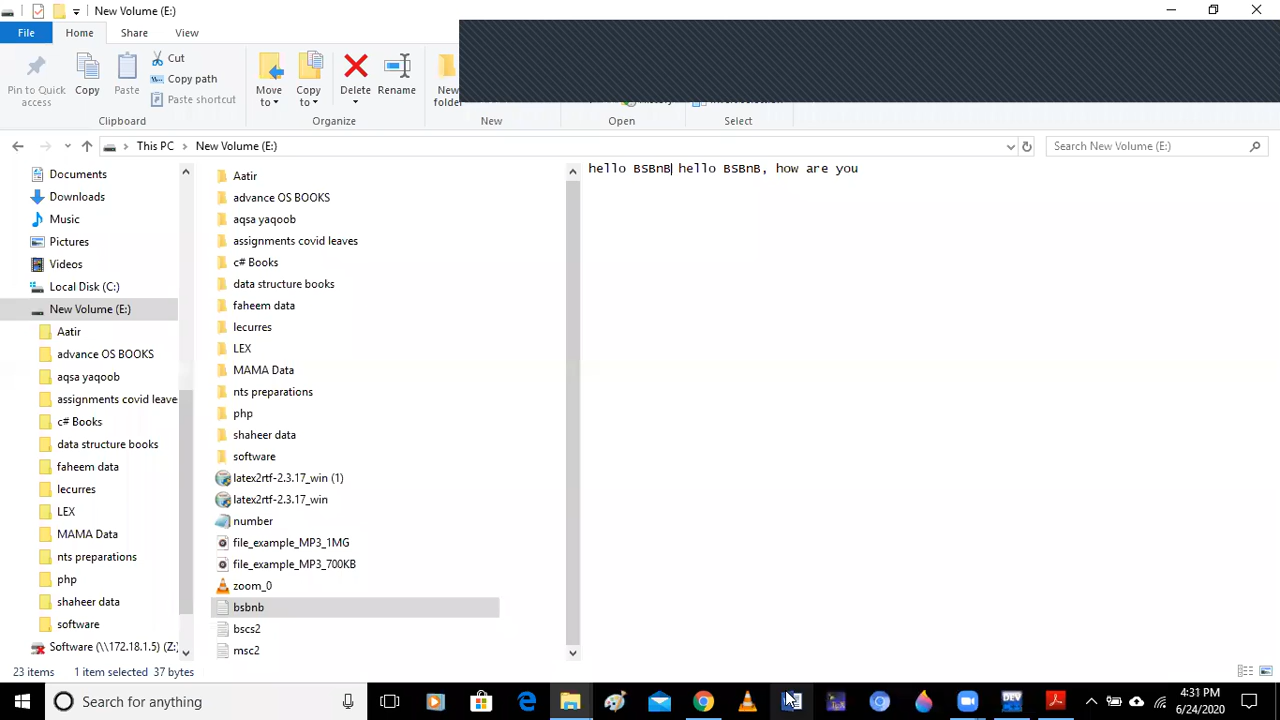 New Volume (E:)
File Home Share View
Pin to Quick access
Copy
Paste
Cut
Copy path
Paste shortcut
Move to
Copy to
Delete
Rename
New folder
Clipboard
Organize
New
Open
Select
This PC > New Volume (E:)
Search New Volume (E:)
Documents
Downloads
Music
Pictures
Videos
Local Disk (C:)
New Volume (E:)
Aatir
advance OS BOOKS
aqsa yaqoob
assignments covid leave
c# Books
data structure books
faheem data
lecurres
LEX
MAMA Data
nts preparations
php
shaheer data
software
Software (\\172.18.1.5) (Z:)
Aatir
advance OS BOOKS
aqsa yaqoob
assignments covid leaves
c# Books
data structure books
faheem data
lecurres
LEX
MAMA Data
nts preparations
php
shaheer data
software
latex2rtf-2.3.17_win (1)
latex2rtf-2.3.17_win
number
file_example_MP3_1MG
file_example_MP3_700KB
zoom_0
bsbnb
bscs2
msc2
hello BSBnB hello BSBnB, how are you
23 items 1 item selected 37 bytes
Search for anything
DEV
4:31 PM
6/24/2020